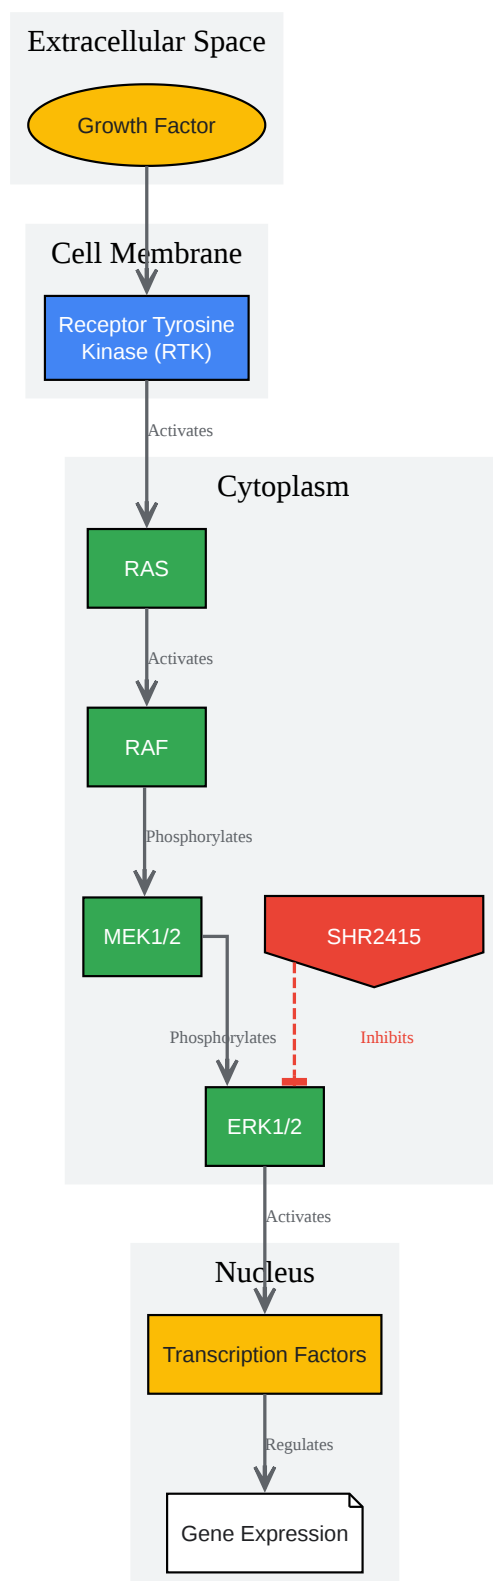 Extracellular Space
Growth Factor
Cell Membrane
Receptor Tyrosine
Kinase (RTK)
Activates
Cytoplasm
RAS
Activates
RAF
Phosphorylates
MEK1/2
SHR2415
Phosphorylates
Inhibits
ERK1/2
Activates
Nucleus
Transcription Factors
Regulates
Gene Expression